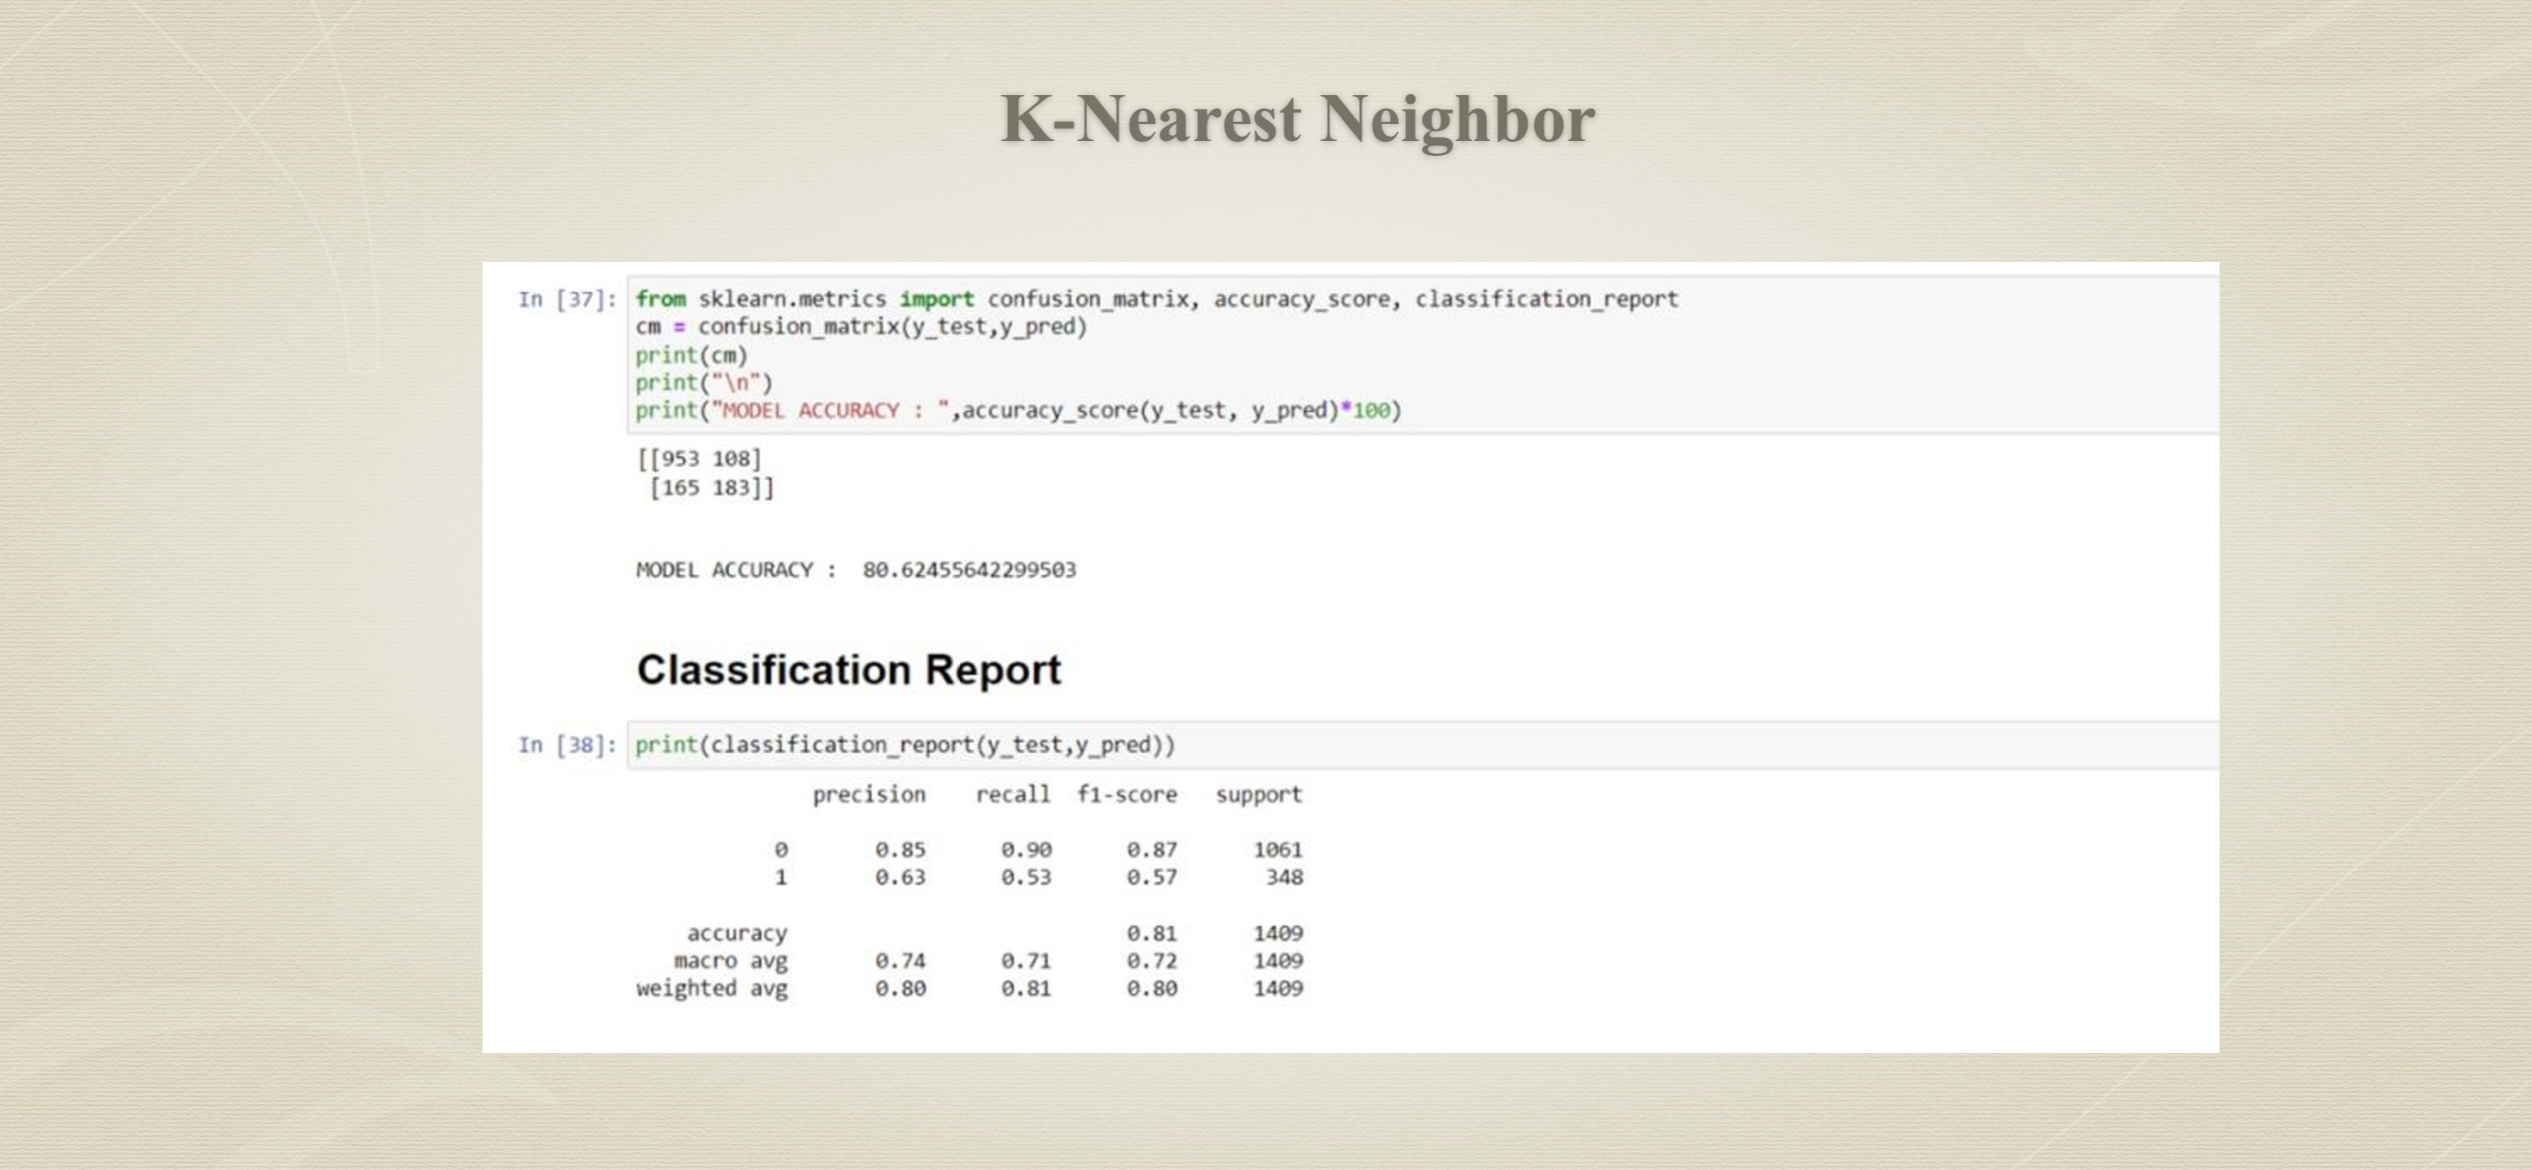 K-Nearest Neighbor
In [37]: from sklearn.metrics import confusion_matrix, accuracy_score, classification_report
cm = confusion_matrix(y_test,y_pred)
print(cm)
print("\n")
print("MODEL ACCURACY : ",accuracy_score(y_test, y_pred)*100)
[[953 108]
[165 183]]
MODEL ACCURACY : 80.62455642299503
Classification Report
In [38]: print(classification_report(y_test,y_pred))
precision recall f1-score support
0 0.85 0.90 0.87 1061
1 0.63 0.53 0.57 348
accuracy 0.81 1409
macro avg 0.74 0.71 0.72 1409
weighted avg 0.80 0.81 0.80 1409